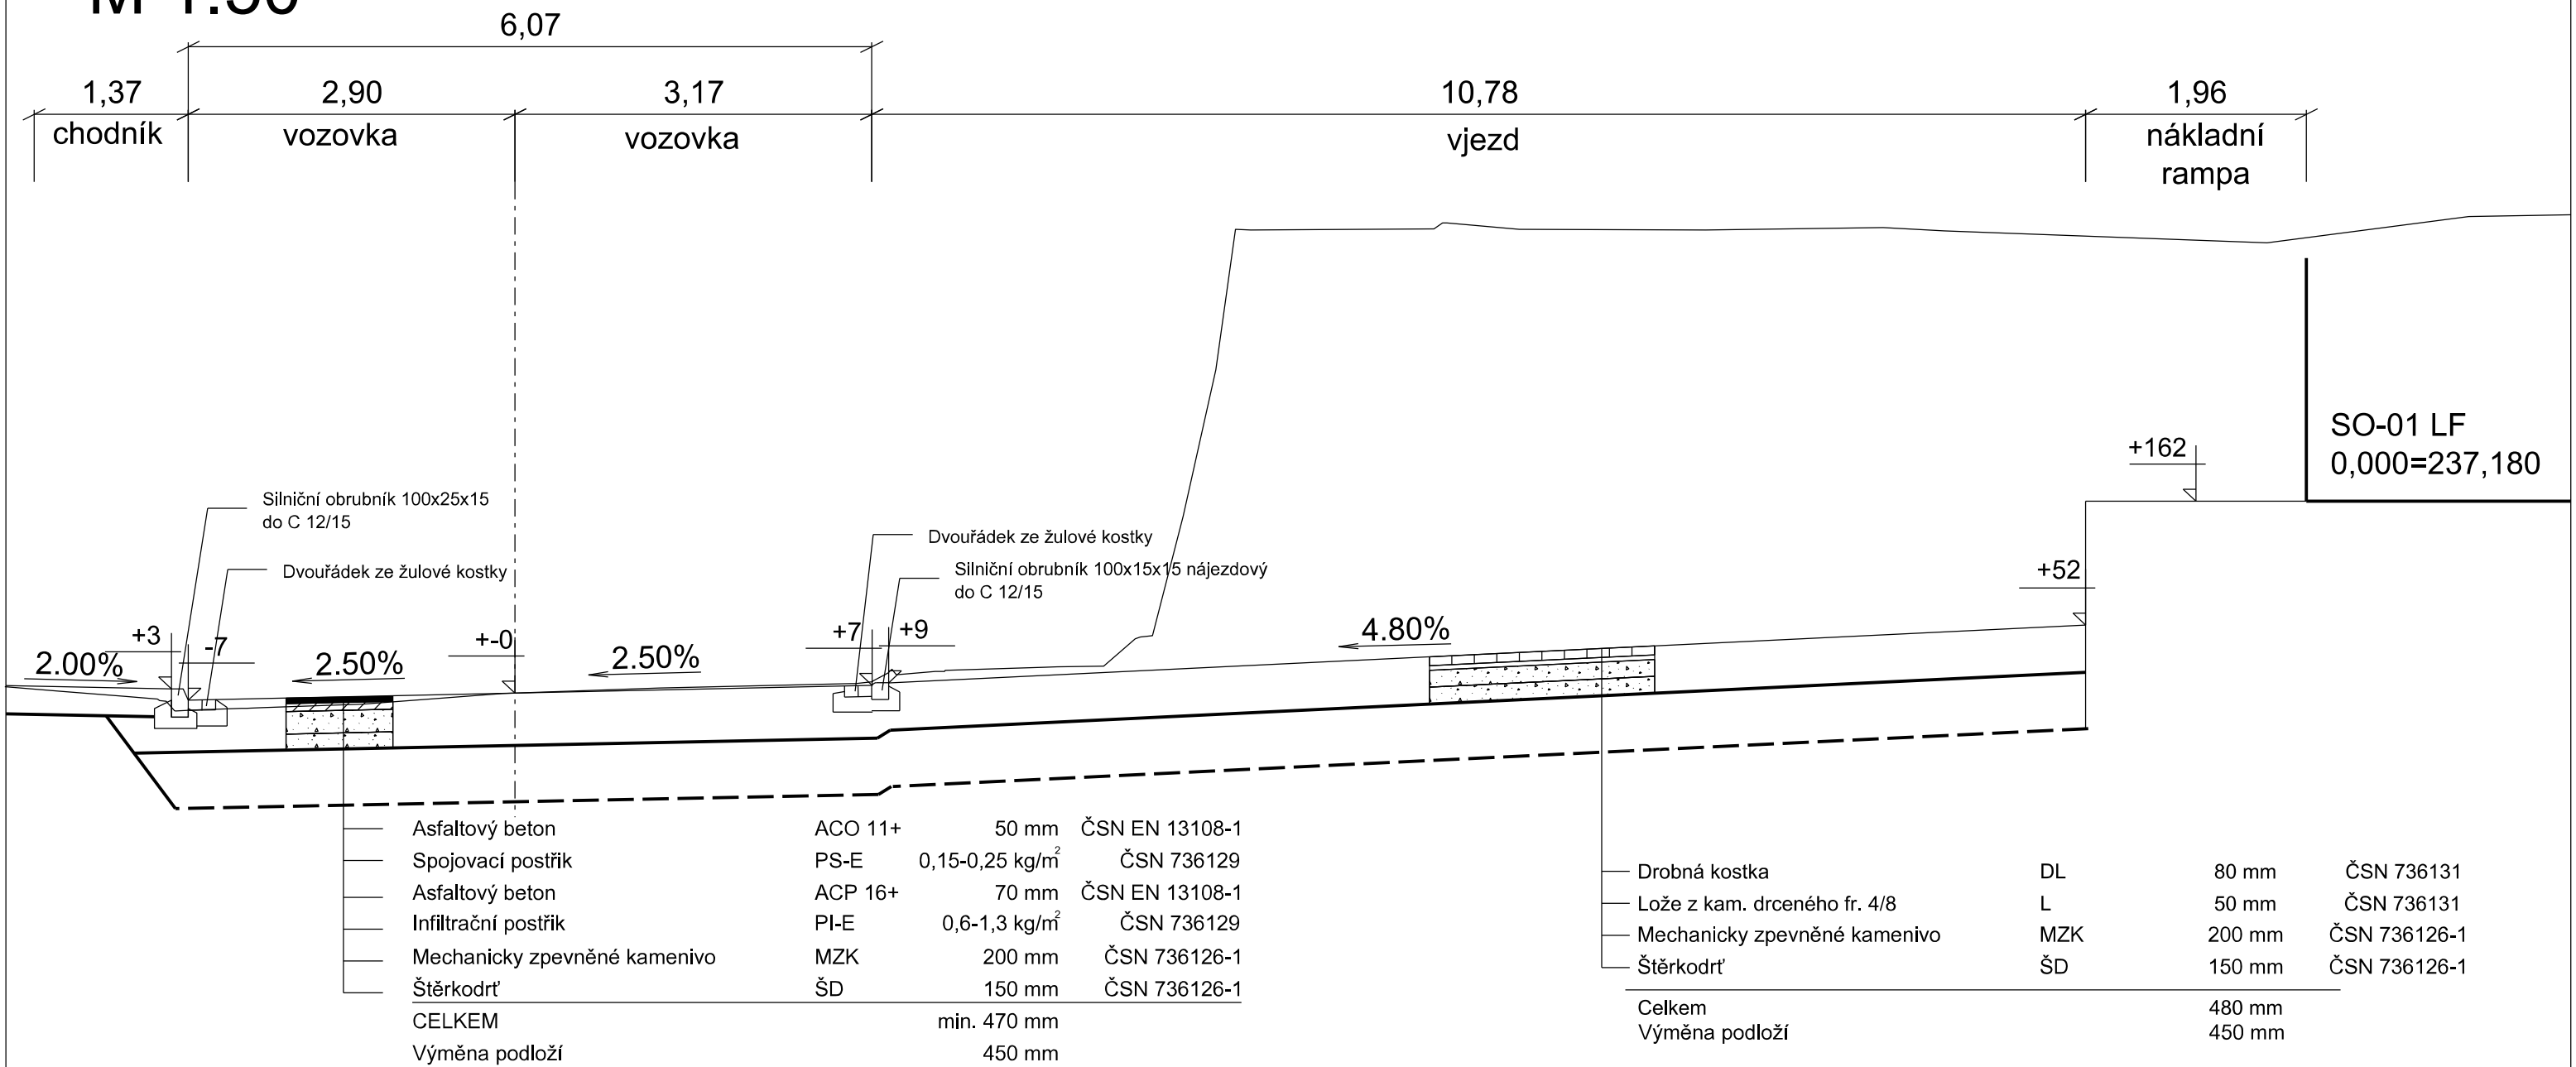 M 1:50
6,07
1,37
2,90
3,17
10,78
1,96
chodník
vozovka
vozovka
vjezd
nákladní
rampa
SO-01 LF
0,000=237,180
+162
Silniční obrubník 100x25x15
do C 12/15
Dvouřádek ze žulové kostky
Dvouřádek ze žulové kostky
Silniční obrubník 100x15x15 nájezdový
do C 12/15
+52
+3
-7
+-0
+7
+9
2.00%
2.50%
2.50%
4.80%
Asfaltový beton ACO 11+ 50 mm ČSN EN 13108-1
Spojovací postřik PS-E 0,15-0,25 kg/m² ČSN 736129
Asfaltový beton ACP 16+ 70 mm ČSN EN 13108-1
Infiltrační postřik PI-E 0,6-1,3 kg/m² ČSN 736129
Mechanicky zpevněné kamenivo MZK 200 mm ČSN 736126-1
Štěrkodrť ŠD 150 mm ČSN 736126-1
CELKEM min. 470 mm
Výměna podloží 450 mm
Drobná kostka DL 80 mm ČSN 736131
Lože z kam. drceného fr. 4/8 L 50 mm ČSN 736131
Mechanicky zpevněné kamenivo MZK 200 mm ČSN 736126-1
Štěrkodrť ŠD 150 mm ČSN 736126-1
Celkem 480 mm
Výměna podloží 450 mm